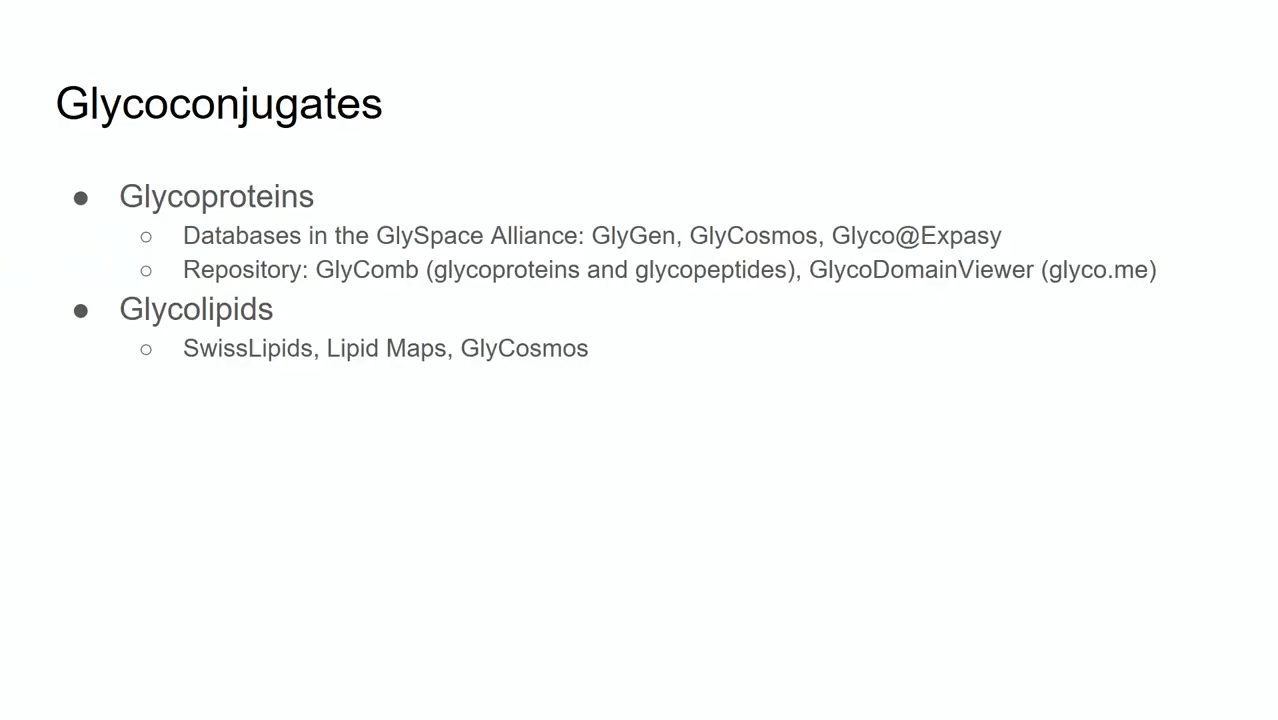 Glycoconjugates
● Glycoproteins
○ Databases in the GlySpace Alliance: GlyGen, GlyCosmos, Glyco@Expasy
○ Repository: GlyComb (glycoproteins and glycopeptides), GlycoDomainViewer (glyco.me)
● Glycolipids
○ SwissLipids, Lipid Maps, GlyCosmos